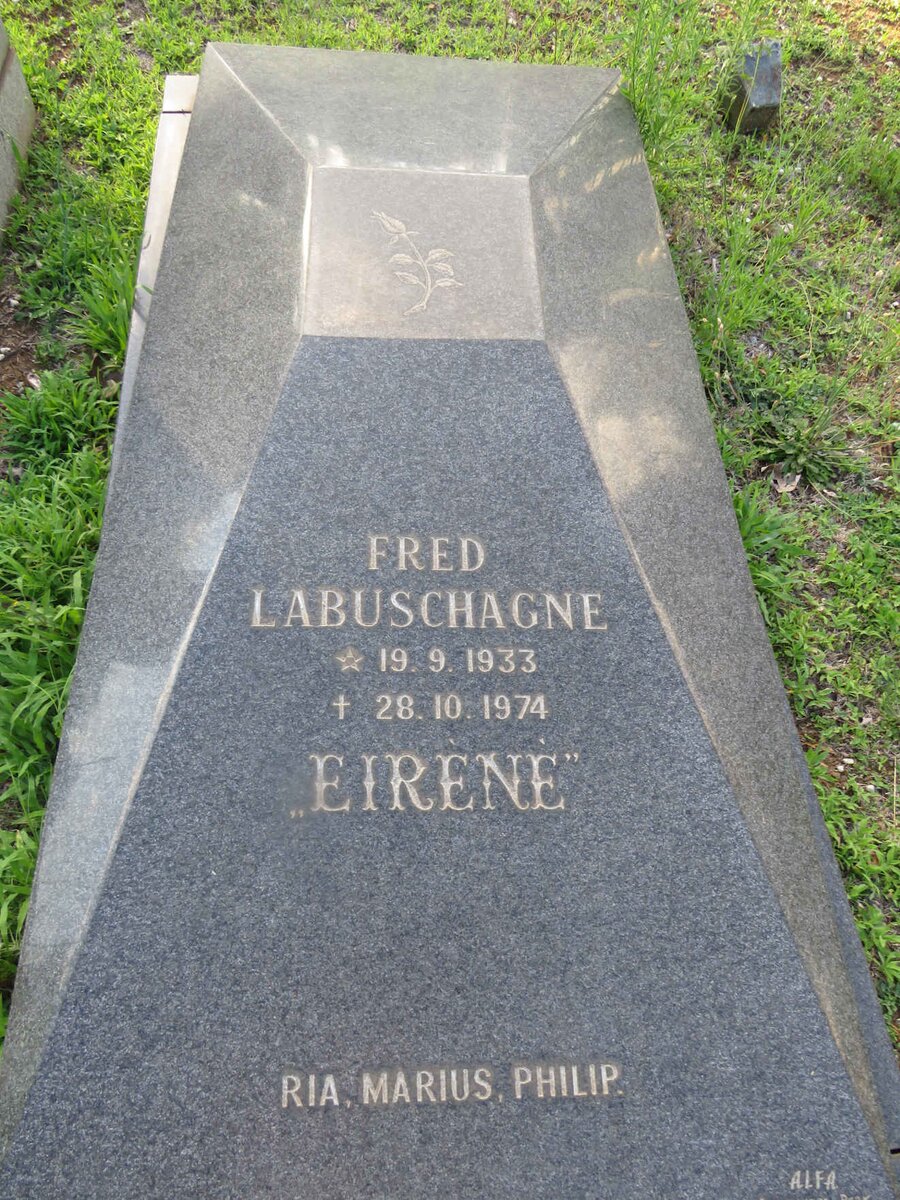 FRED
LABUSCHAGNE
☆ 19. 9. 1933
† 28. 10. 1974
„EIRÈNÈ”
RIA, MARIUS, PHILIP.
ALFA